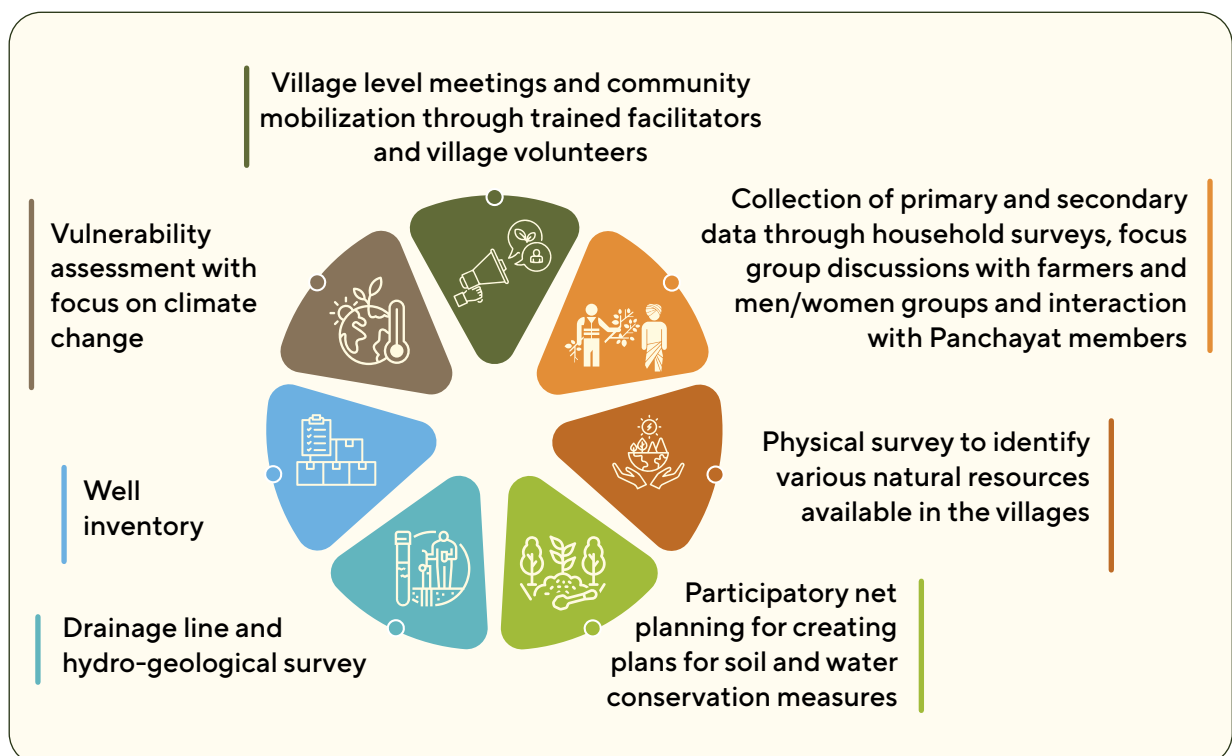 Village level meetings and community
mobilization through trained facilitators
and village volunteers
Collection of primary and secondary
data through household surveys, focus
group discussions with farmers and
men/women groups and interaction
with Panchayat members
Physical survey to identify
various natural resources
available in the villages
Participatory net
planning for creating
plans for soil and water
conservation measures
Drainage line and
hydro-geological survey
Well
inventory
Vulnerability
assessment with
focus on climate
change